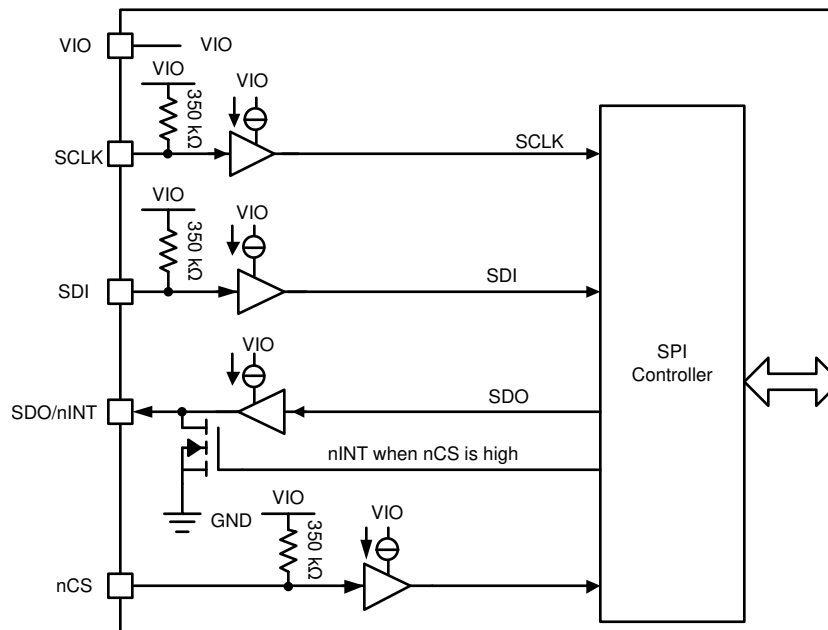 VIO
VIO
VIO
350 kΩ
VIO
SCLK
SCLK
VIO
350 kΩ
VIO
SDI
SDI
VIO
SDO/nINT
SDO
nINT when nCS is high
GND
VIO
350 kΩ
VIO
nCS
SPI
Controller